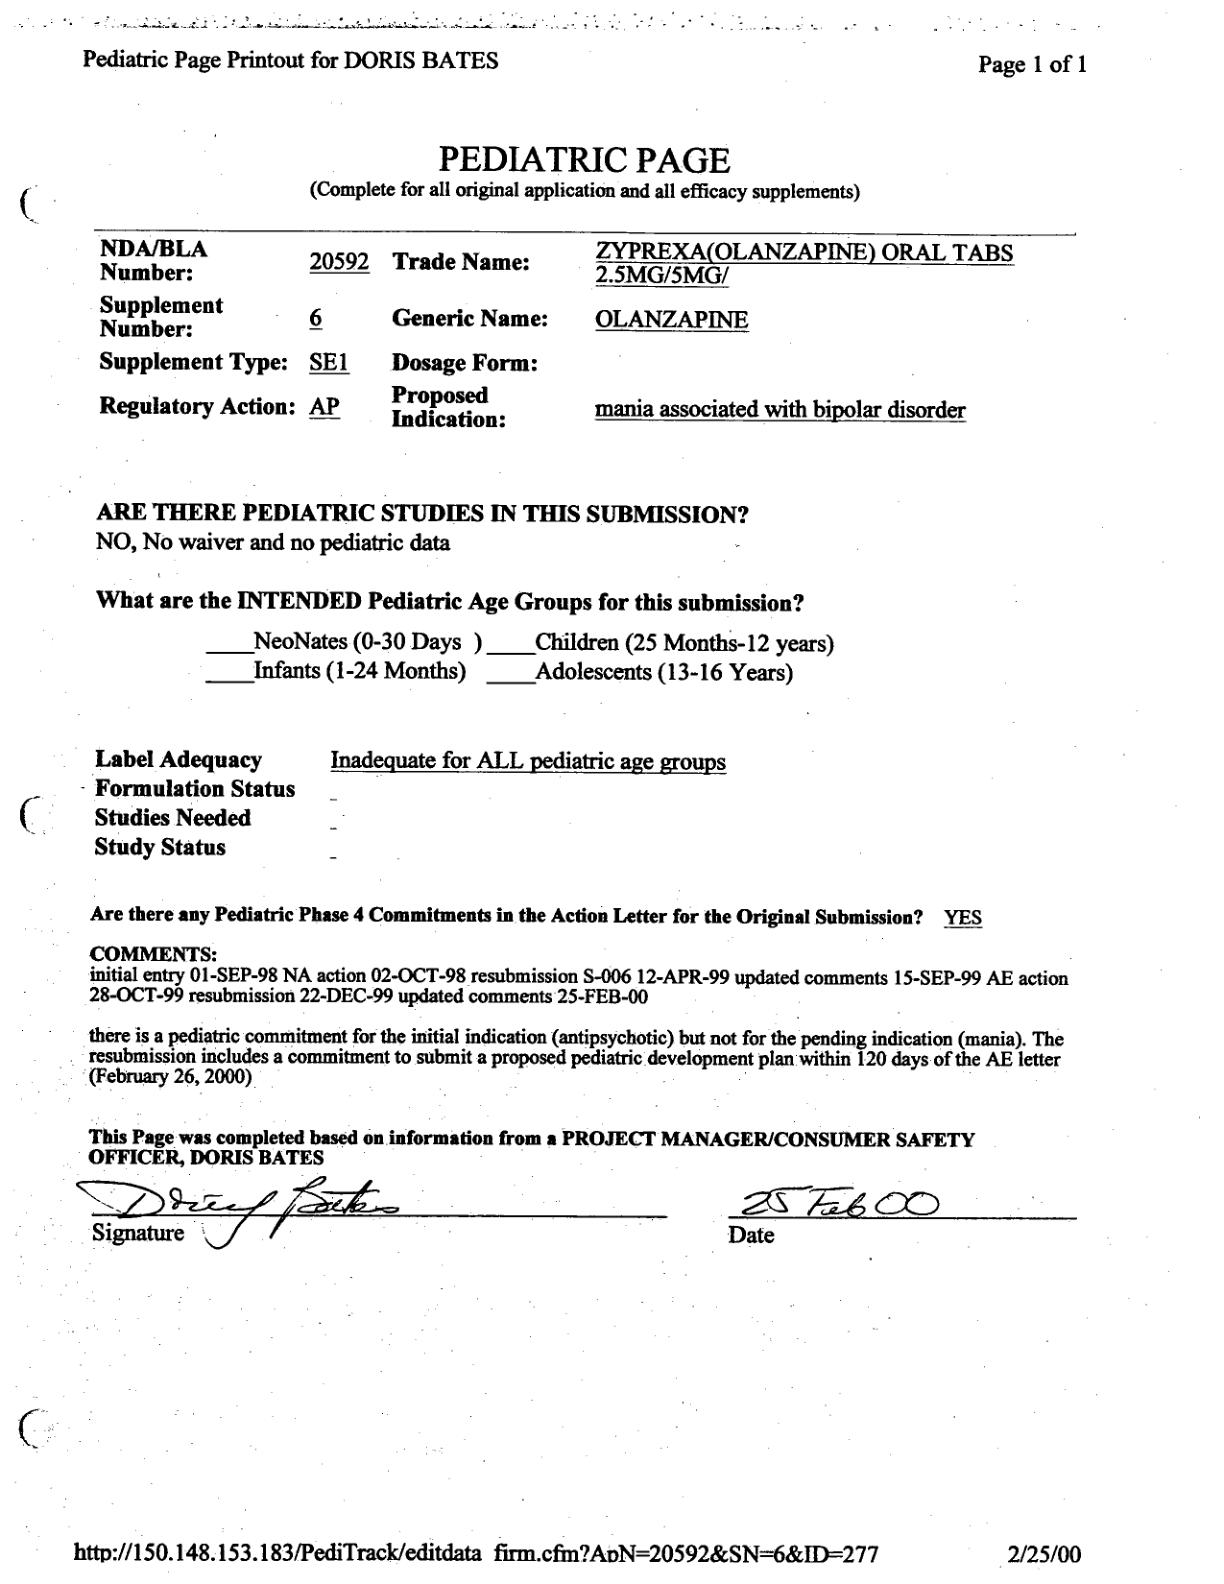 Pediatric Page Printout for DORIS BATES
Page 1 of 1
PEDIATRIC PAGE
(Complete for all original application and all efficacy supplements)
NDA/BLA Number: 20592 Trade Name: ZYPREXA(OLANZAPINE) ORAL TABS 2.5MG/5MG/
Supplement Number: 6 Generic Name: OLANZAPINE
Supplement Type: SE1 Dosage Form:
Regulatory Action: AP Proposed Indication: mania associated with bipolar disorder
ARE THERE PEDIATRIC STUDIES IN THIS SUBMISSION?
NO, No waiver and no pediatric data
What are the INTENDED Pediatric Age Groups for this submission?
____NeoNates (0-30 Days ) ____Children (25 Months-12 years)
____Infants (1-24 Months) ____Adolescents (13-16 Years)
Label Adequacy Inadequate for ALL pediatric age groups
Formulation Status _
Studies Needed _
Study Status _
Are there any Pediatric Phase 4 Commitments in the Action Letter for the Original Submission? YES
COMMENTS:
initial entry 01-SEP-98 NA action 02-OCT-98 resubmission S-006 12-APR-99 updated comments 15-SEP-99 AE action
28-OCT-99 resubmission 22-DEC-99 updated comments 25-FEB-00
there is a pediatric commitment for the initial indication (antipsychotic) but not for the pending indication (mania). The
resubmission includes a commitment to submit a proposed pediatric development plan within 120 days of the AE letter
(February 26, 2000)
This Page was completed based on information from a PROJECT MANAGER/CONSUMER SAFETY
OFFICER, DORIS BATES
Doris J Bates 25 Feb 00
Signature Date
http://150.148.153.183/PediTrack/editdata firm.cfm?ApN=20592&SN=6&ID=277
2/25/00